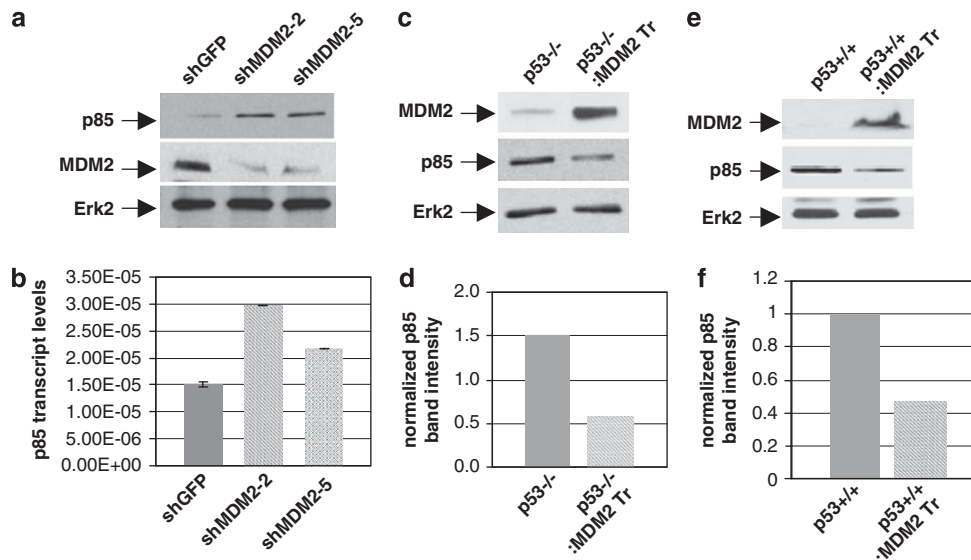 a
shGFP
shMDM2-2
shMDM2-5
p85
MDM2
Erk2
b
p85 transcript levels
3.50E-05
3.00E-05
2.50E-05
2.00E-05
1.50E-05
1.00E-05
5.00E-06
0.00E+00
shGFP
shMDM2-2
shMDM2-5
c
p53-/-
p53-/-
:MDM2 Tr
MDM2
p85
Erk2
d
normalized p85
band intensity
2.0
1.5
1.0
0.5
0.0
p53-/-
p53-/-
:MDM2 Tr
e
p53+/+
p53+/+
:MDM2 Tr
MDM2
p85
Erk2
f
normalized p85
band intensity
1.2
1
0.8
0.6
0.4
0.2
0
p53+/+
p53+/+
:MDM2 Tr